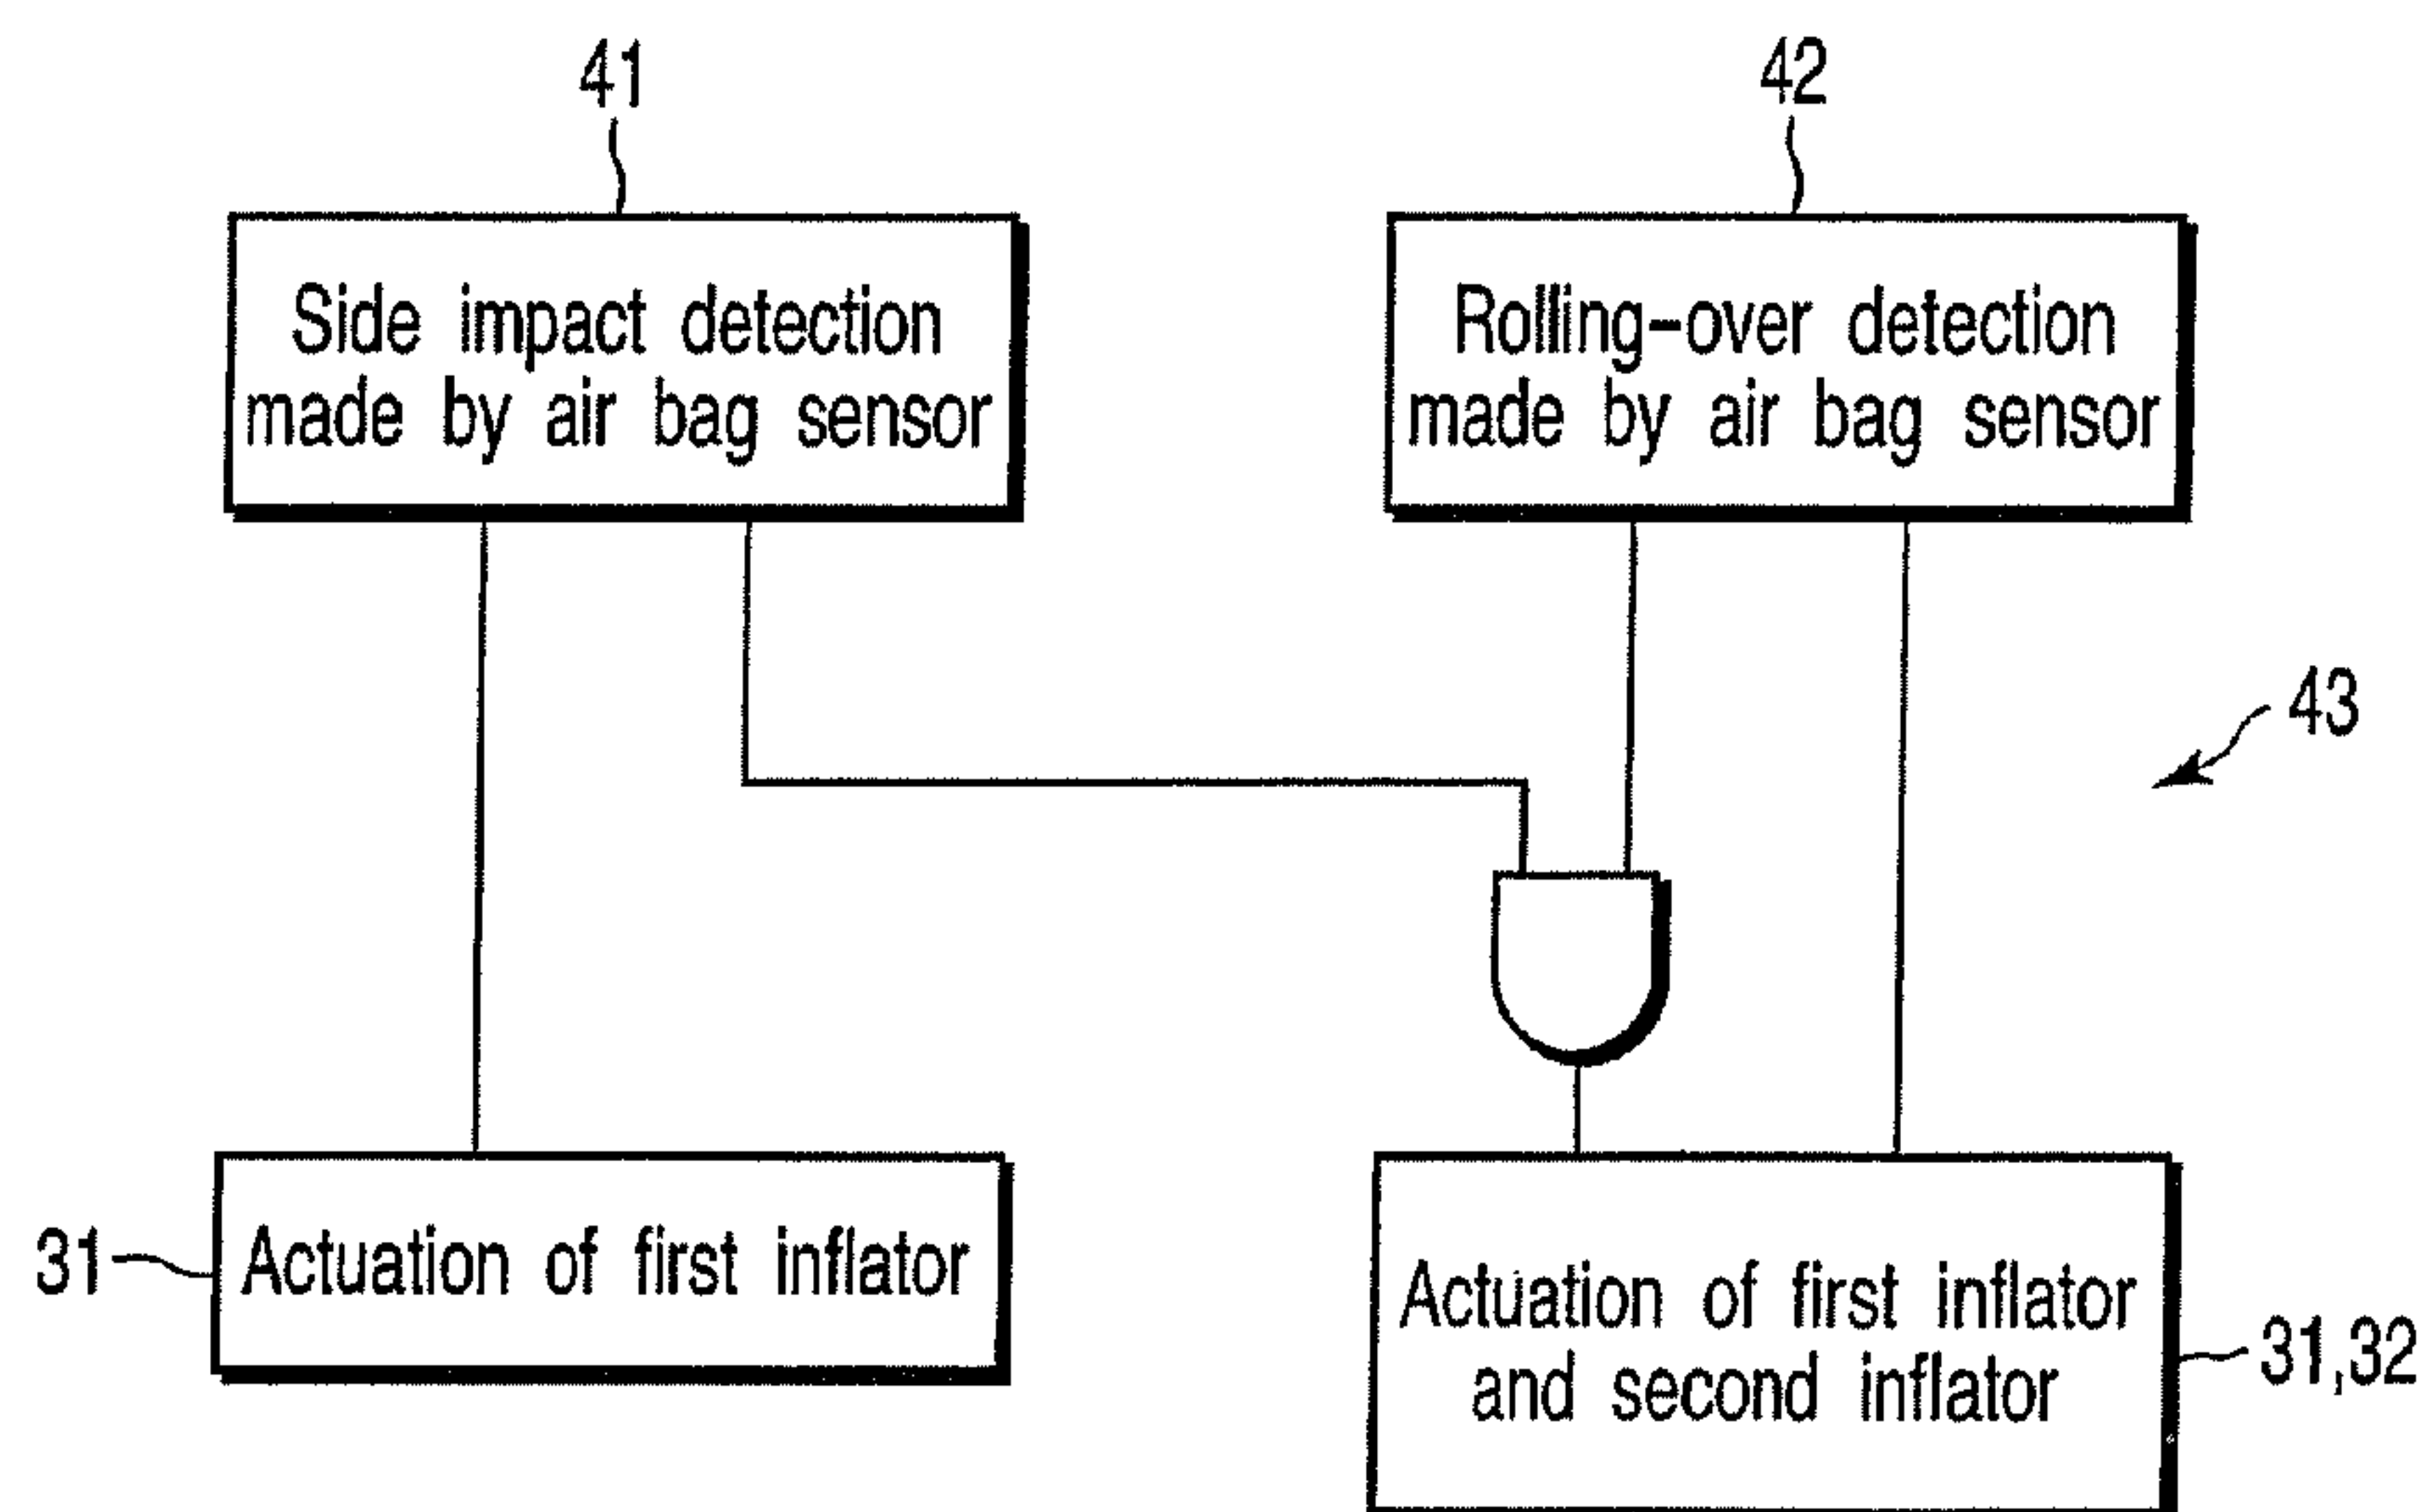 41
42
Side impact detection
made by air bag sensor
Rolling-over detection
made by air bag sensor
43
31
Actuation of first inflator
Actuation of first inflator
and second inflator
31,32